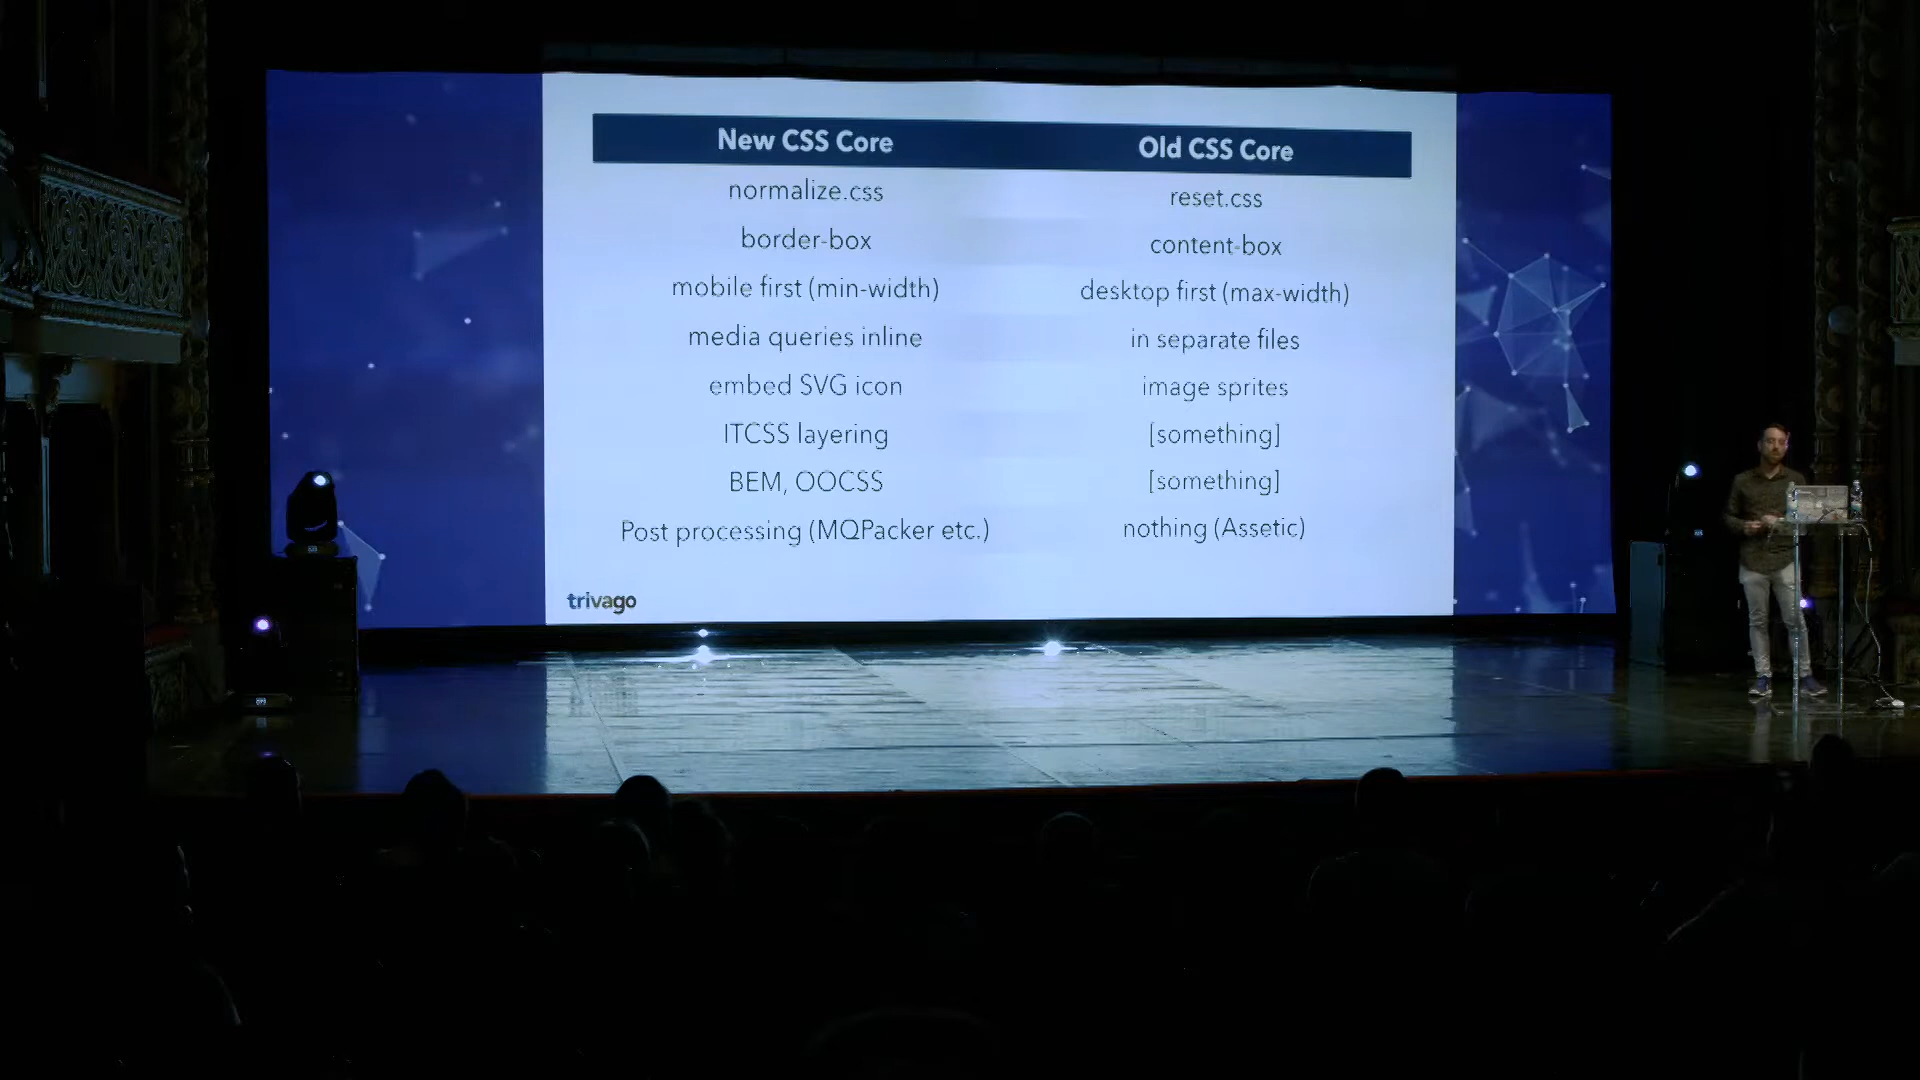 New CSS Core Old CSS Core
normalize.css reset.css
border-box content-box
mobile first (min-width) desktop first (max-width)
media queries inline in separate files
embed SVG icon image sprites
ITCSS layering [something]
BEM, OOCSS [something]
Post processing (MQPacker etc.) nothing (Assetic)
trivago